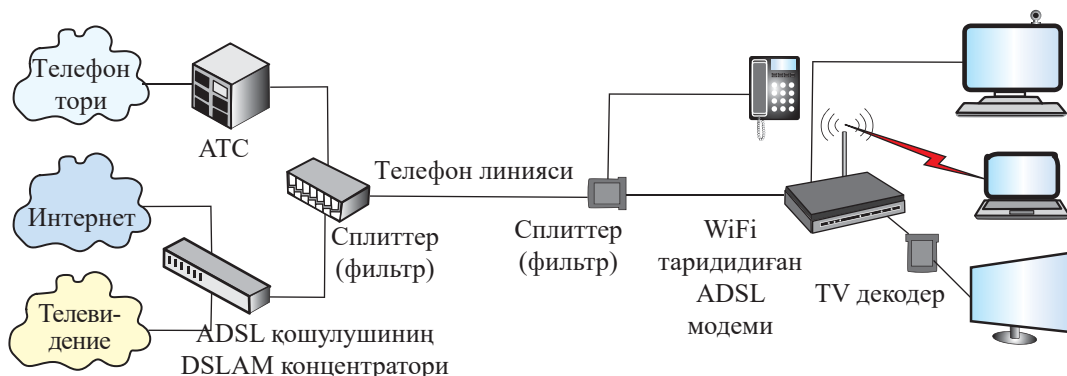 Телефон
тори
АТС
Интернет
Телеви-
дение
ADSL қошулушиниң
DSLAM концентратори
Сплиттер
(фильтр)
Телефон линияси
Сплиттер
(фильтр)
WiFi
таридидиған
ADSL
модеми
TV декодер